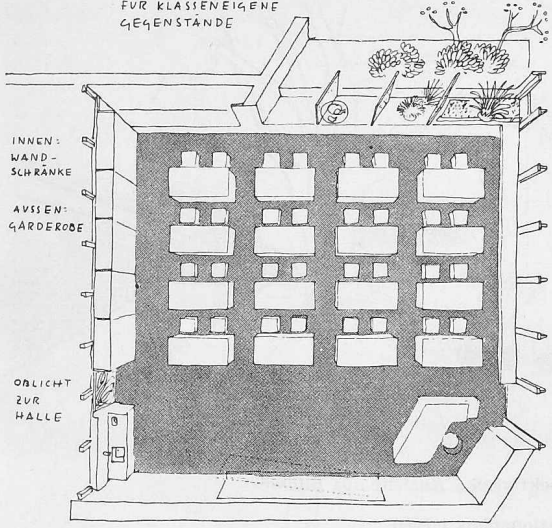 FÜR KLASSENEIGENE
GEGENSTÄNDE
INNEN:
WAND-
SCHRÄNKE
AUSSEN:
GARDEROBE
OBLICHT
ZUR
HALLE